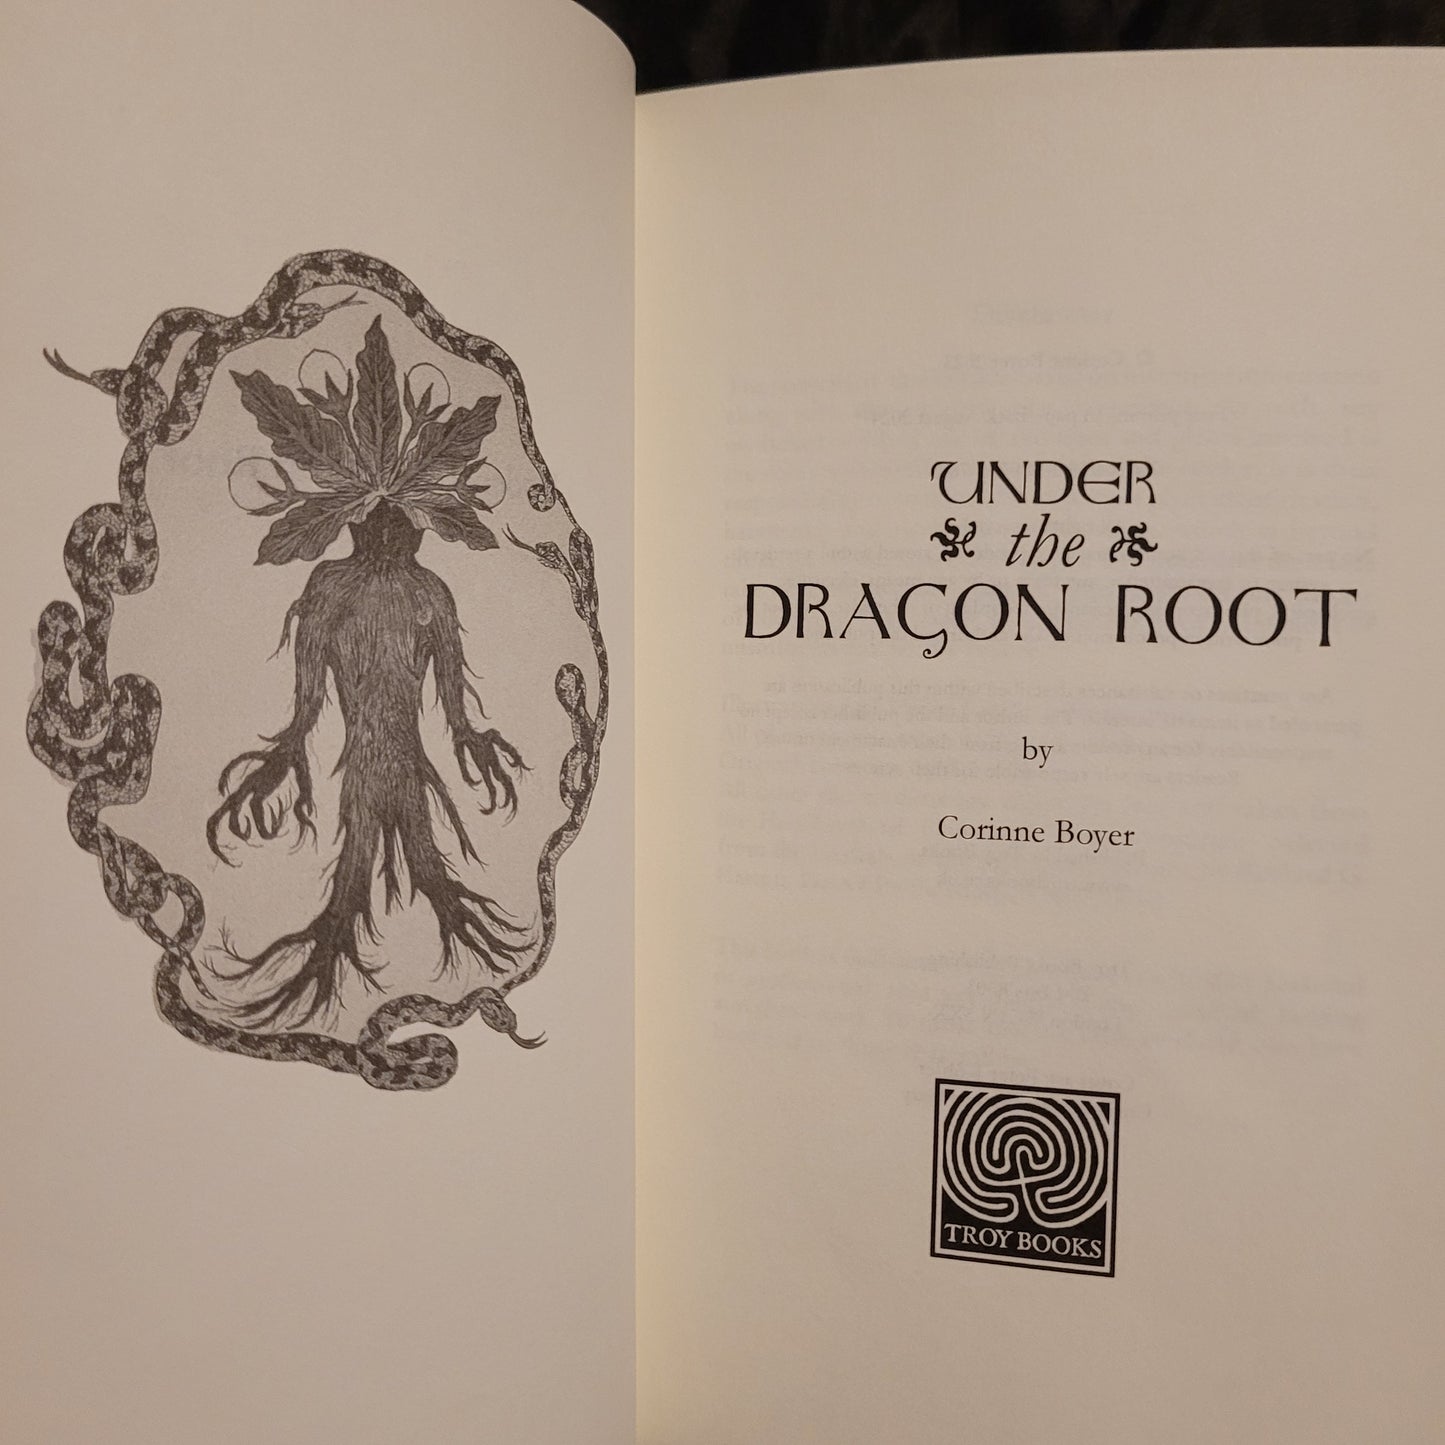 UNDER
the
DRAGON ROOT
by
Corinne Boyer
TROY BOOKS